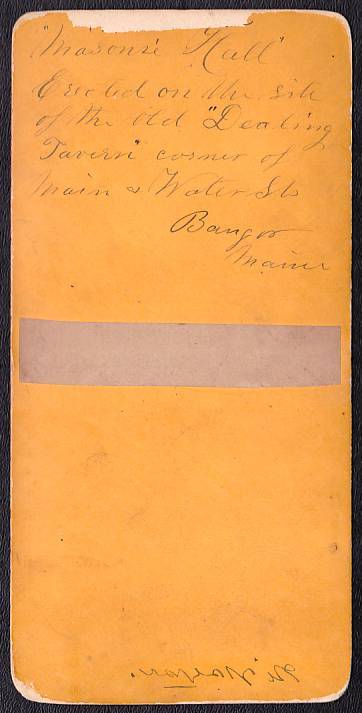 "Masonic Hall"
Erected on the site
of the old "Dealing
Tavern" corner of
Main & Water Sts
Bangor
Maine